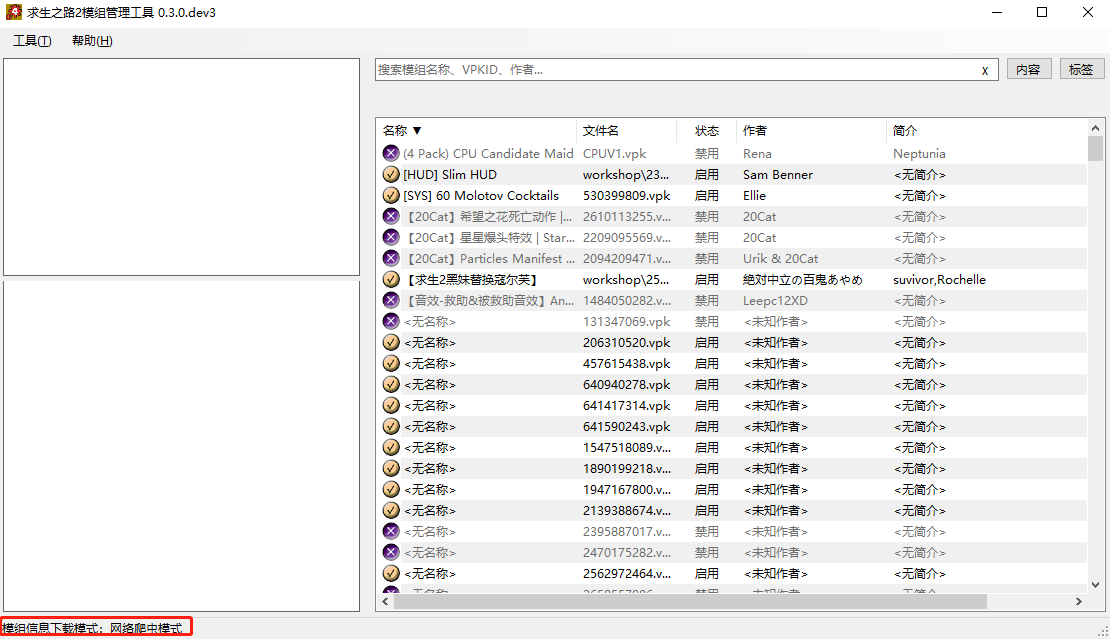 求生之路2模组管理工具 0.3.0.dev3
工具(T) 帮助(H)
搜索模组名称、VPKID、作者... x 内容 标签
名称 ▼ 文件名 状态 作者 简介
(4 Pack) CPU Candidate Maid CPUV1.vpk 禁用 Rena Neptunia
[HUD] Slim HUD workshop\23... 启用 Sam Benner <无简介>
[SYS] 60 Molotov Cocktails 530399809.vpk 启用 Ellie <无简介>
【20Cat】希望之花死亡动作 |... 2610113255.v... 禁用 20Cat <无简介>
【20Cat】星星爆头特效 | Star... 2209095569.v... 禁用 20Cat <无简介>
【20Cat】Particles Manifest ... 2094209471.v... 禁用 Urik & 20Cat <无简介>
【求生2黑妹替换寇尔芙】 workshop\25... 启用 絶対中立の百鬼あやめ suvivor,Rochelle
【音效-救助&被救助音效】An... 1484050282.v... 禁用 Leepc12XD <无简介>
<无名称> 131347069.vpk 禁用 <未知作者> <无简介>
<无名称> 206310520.vpk 启用 <未知作者> <无简介>
<无名称> 457615438.vpk 启用 <未知作者> <无简介>
<无名称> 640940278.vpk 启用 <未知作者> <无简介>
<无名称> 641417314.vpk 启用 <未知作者> <无简介>
<无名称> 641590243.vpk 启用 <未知作者> <无简介>
<无名称> 1547518089.v... 启用 <未知作者> <无简介>
<无名称> 1890199218.v... 启用 <未知作者> <无简介>
<无名称> 1947167800.v... 启用 <未知作者> <无简介>
<无名称> 2139388674.v... 启用 <未知作者> <无简介>
<无名称> 2395887017.v... 禁用 <未知作者> <无简介>
<无名称> 2470175282.v... 禁用 <未知作者> <无简介>
<无名称> 2562972464.v... 启用 <未知作者> <无简介>
模组信息下载模式：网络爬虫模式